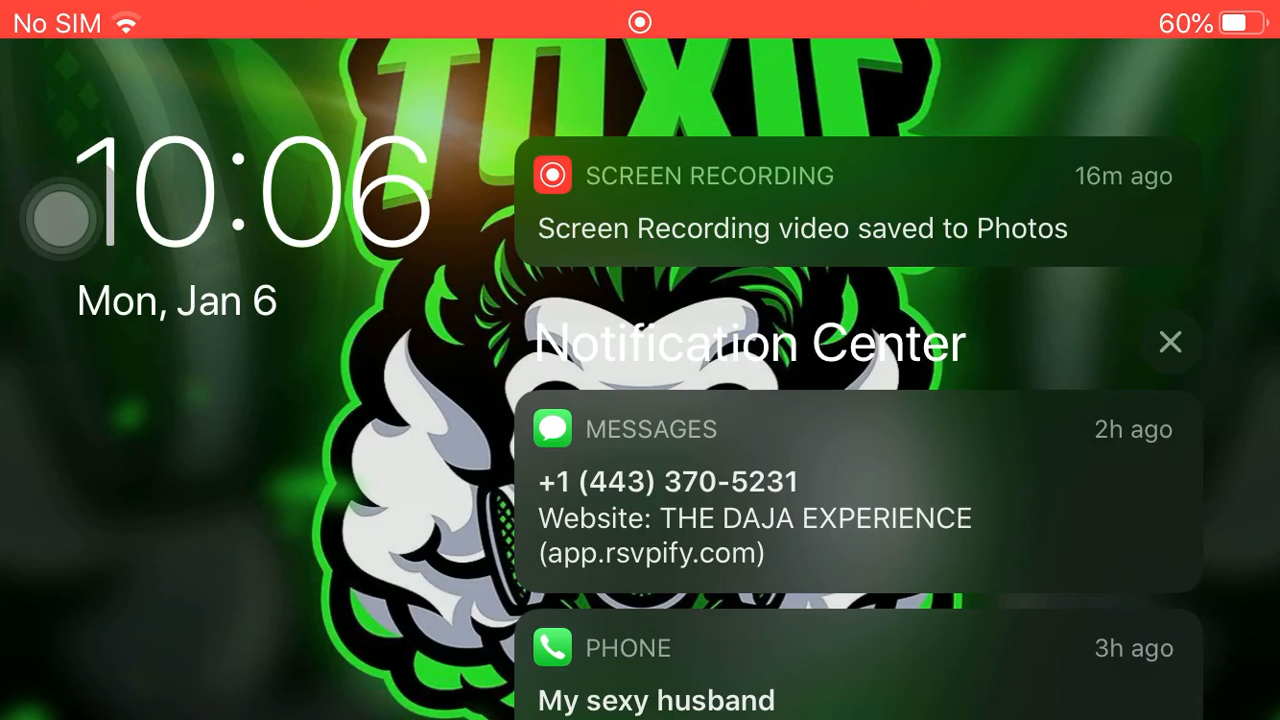 No SIM
60%
TOXIC
10:06
Mon, Jan 6
SCREEN RECORDING
16m ago
Screen Recording video saved to Photos
Notification Center
MESSAGES
2h ago
+1 (443) 370-5231
Website: THE DAJA EXPERIENCE
(app.rsvpify.com)
PHONE
3h ago
My sexy husband